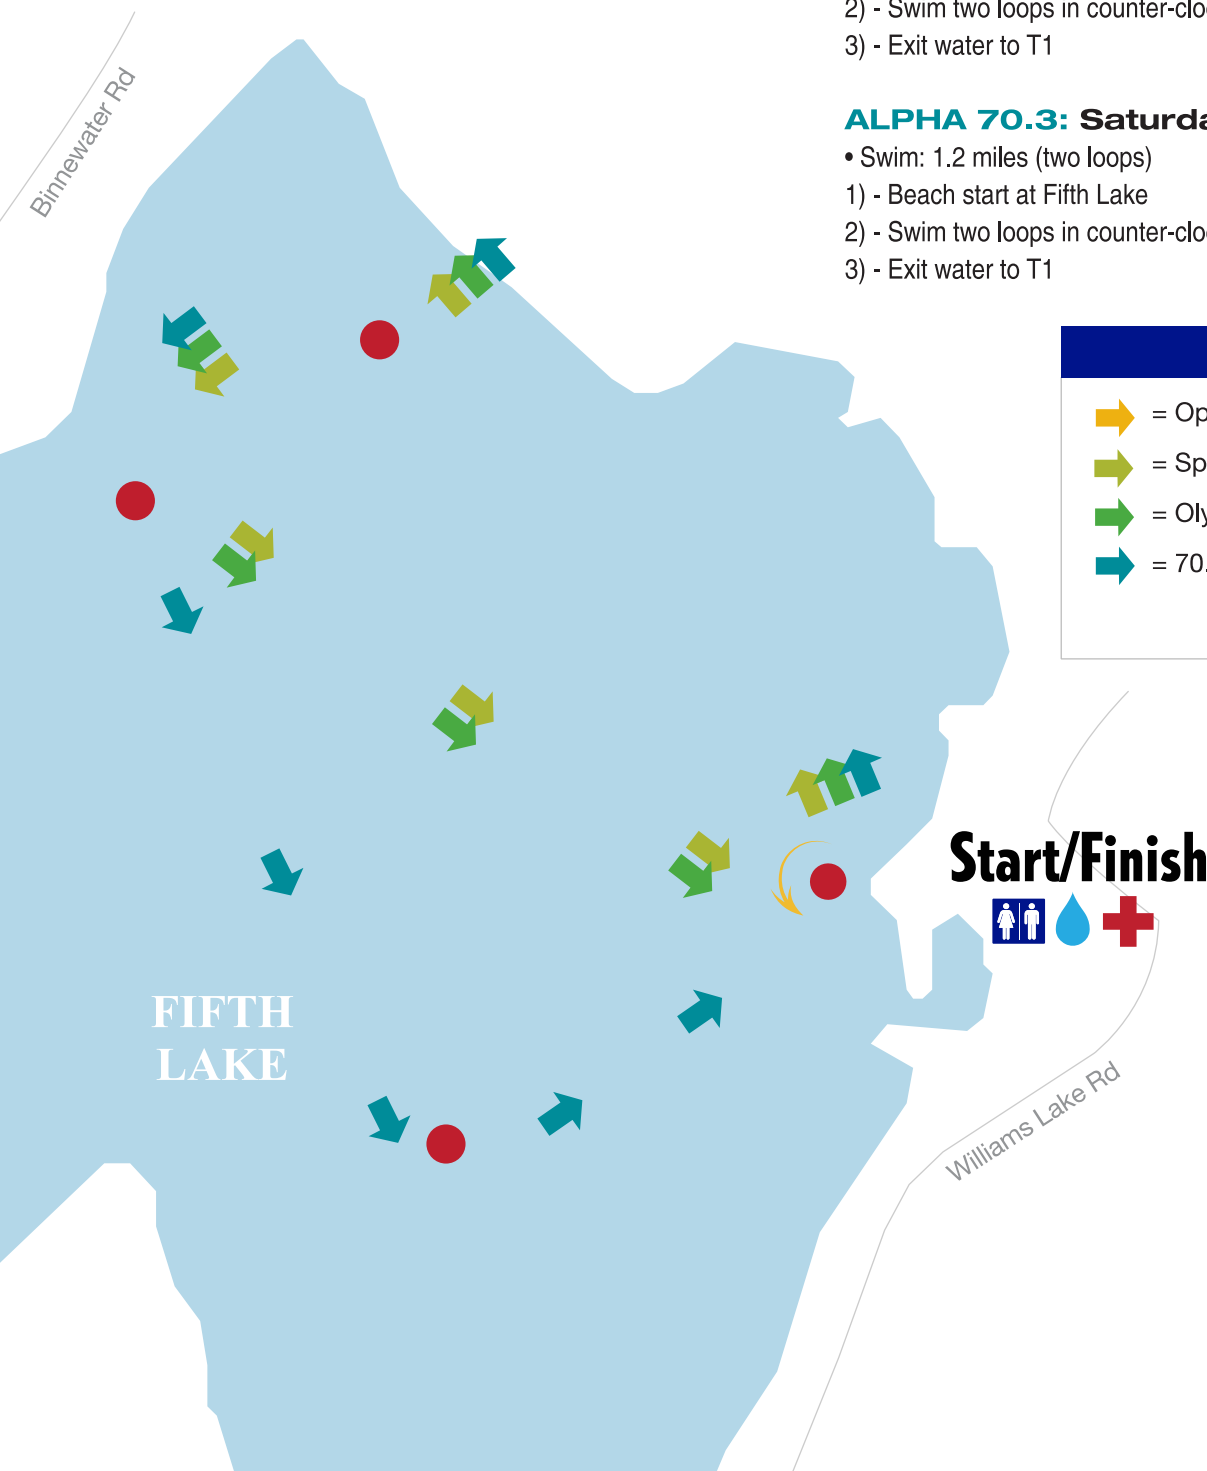 2) - Swim two loops in counter-clo
3) - Exit water to T1
ALPHA 70.3: Saturda
• Swim: 1.2 miles (two loops)
1) - Beach start at Fifth Lake
2) - Swim two loops in counter-clo
3) - Exit water to T1
Binnewater Rd
= Op
= Sp
= Oly
= 70.
Start/Finish
FIFTH
LAKE
Williams Lake Rd